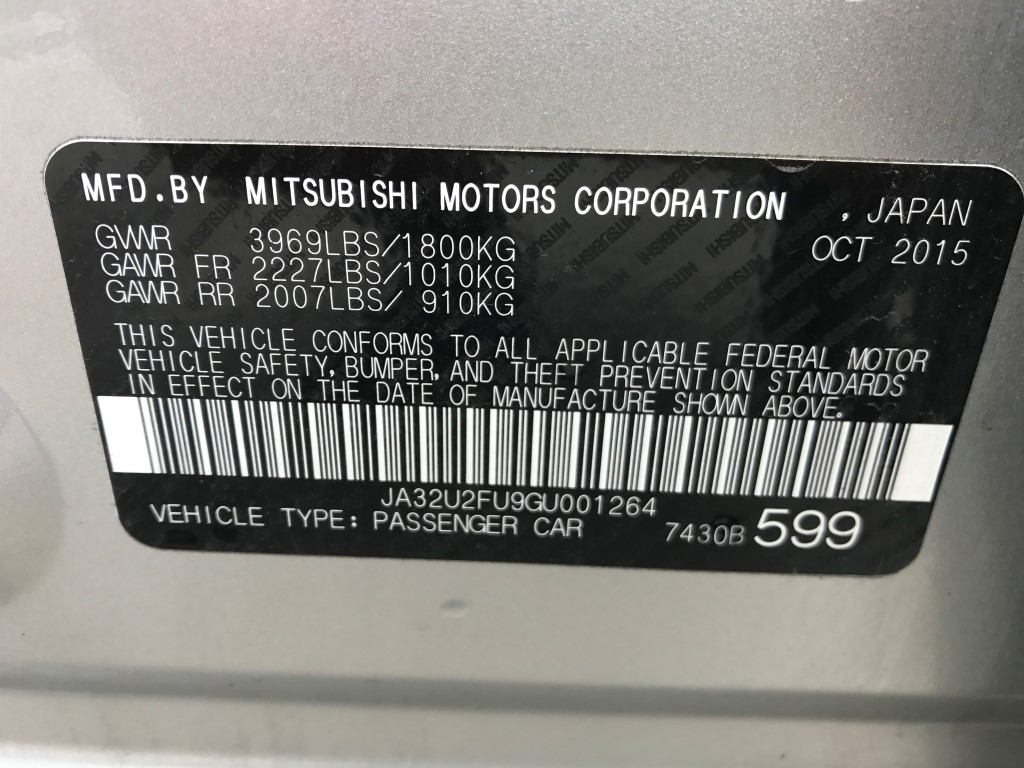 MFD.BY MITSUBISHI MOTORS CORPORATION , JAPAN
GVWR 3969LBS/1800KG OCT 2015
GAWR FR 2227LBS/1010KG
GAWR RR 2007LBS/ 910KG
THIS VEHICLE CONFORMS TO ALL APPLICABLE FEDERAL MOTOR
VEHICLE SAFETY, BUMPER, AND THEFT PREVENTION STANDARDS
IN EFFECT ON THE DATE OF MANUFACTURE SHOWN ABOVE.
JA32U2FU9GU001264
VEHICLE TYPE: PASSENGER CAR 7430B 599